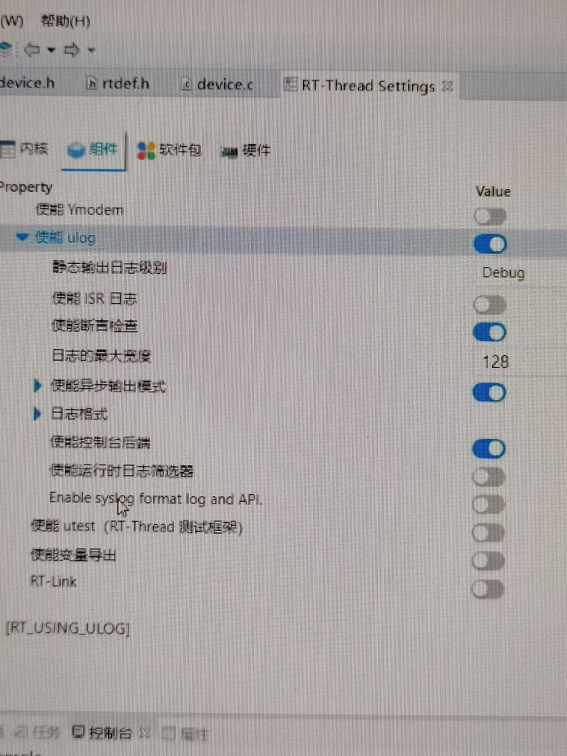 (W) 帮助(H)
device.h rtdef.h device.c RT-Thread Settings
内核 组件 软件包 硬件
Property Value
使能 Ymodem
使能 ulog
静态输出日志级别 Debug
使能 ISR 日志
使能断言检查
日志的最大宽度 128
使能异步输出模式
日志格式
使能控制台后端
使能运行时日志筛选器
Enable syslog format log and API.
使能 utest（RT-Thread 测试框架）
使能变量导出
RT-Link
[RT_USING_ULOG]
任务 控制台 属性